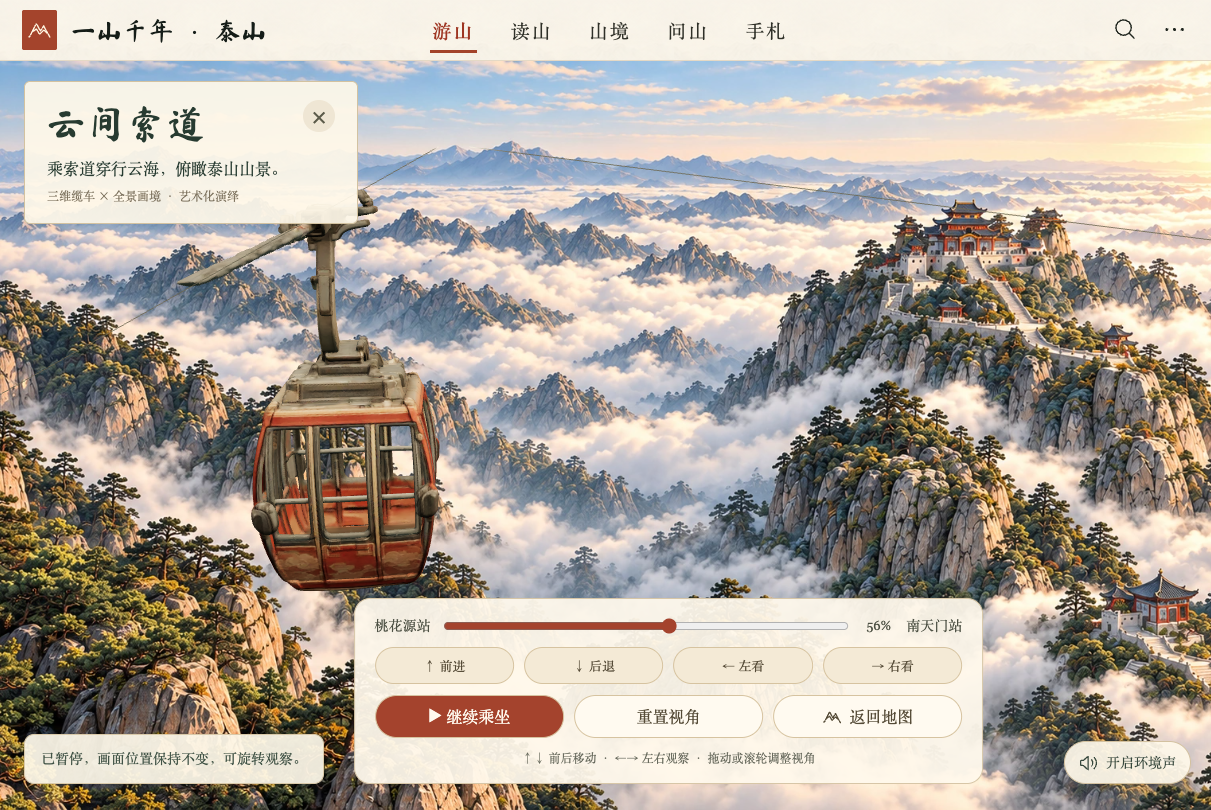 一山千年 · 泰山
游山 读山 山境 问山 手札
云间索道
乘索道穿行云海，俯瞰泰山山景。
三维缆车 × 全景画境 · 艺术化演绎
桃花源站 56% 南天门站
↑ 前进 ↓ 后退 ← 左看 → 右看
▶ 继续乘坐 重置视角 返回地图
↑ ↓ 前后移动 · ←→ 左右观察 · 拖动或滚轮调整视角
已暂停，画面位置保持不变，可旋转观察。
开启环境声